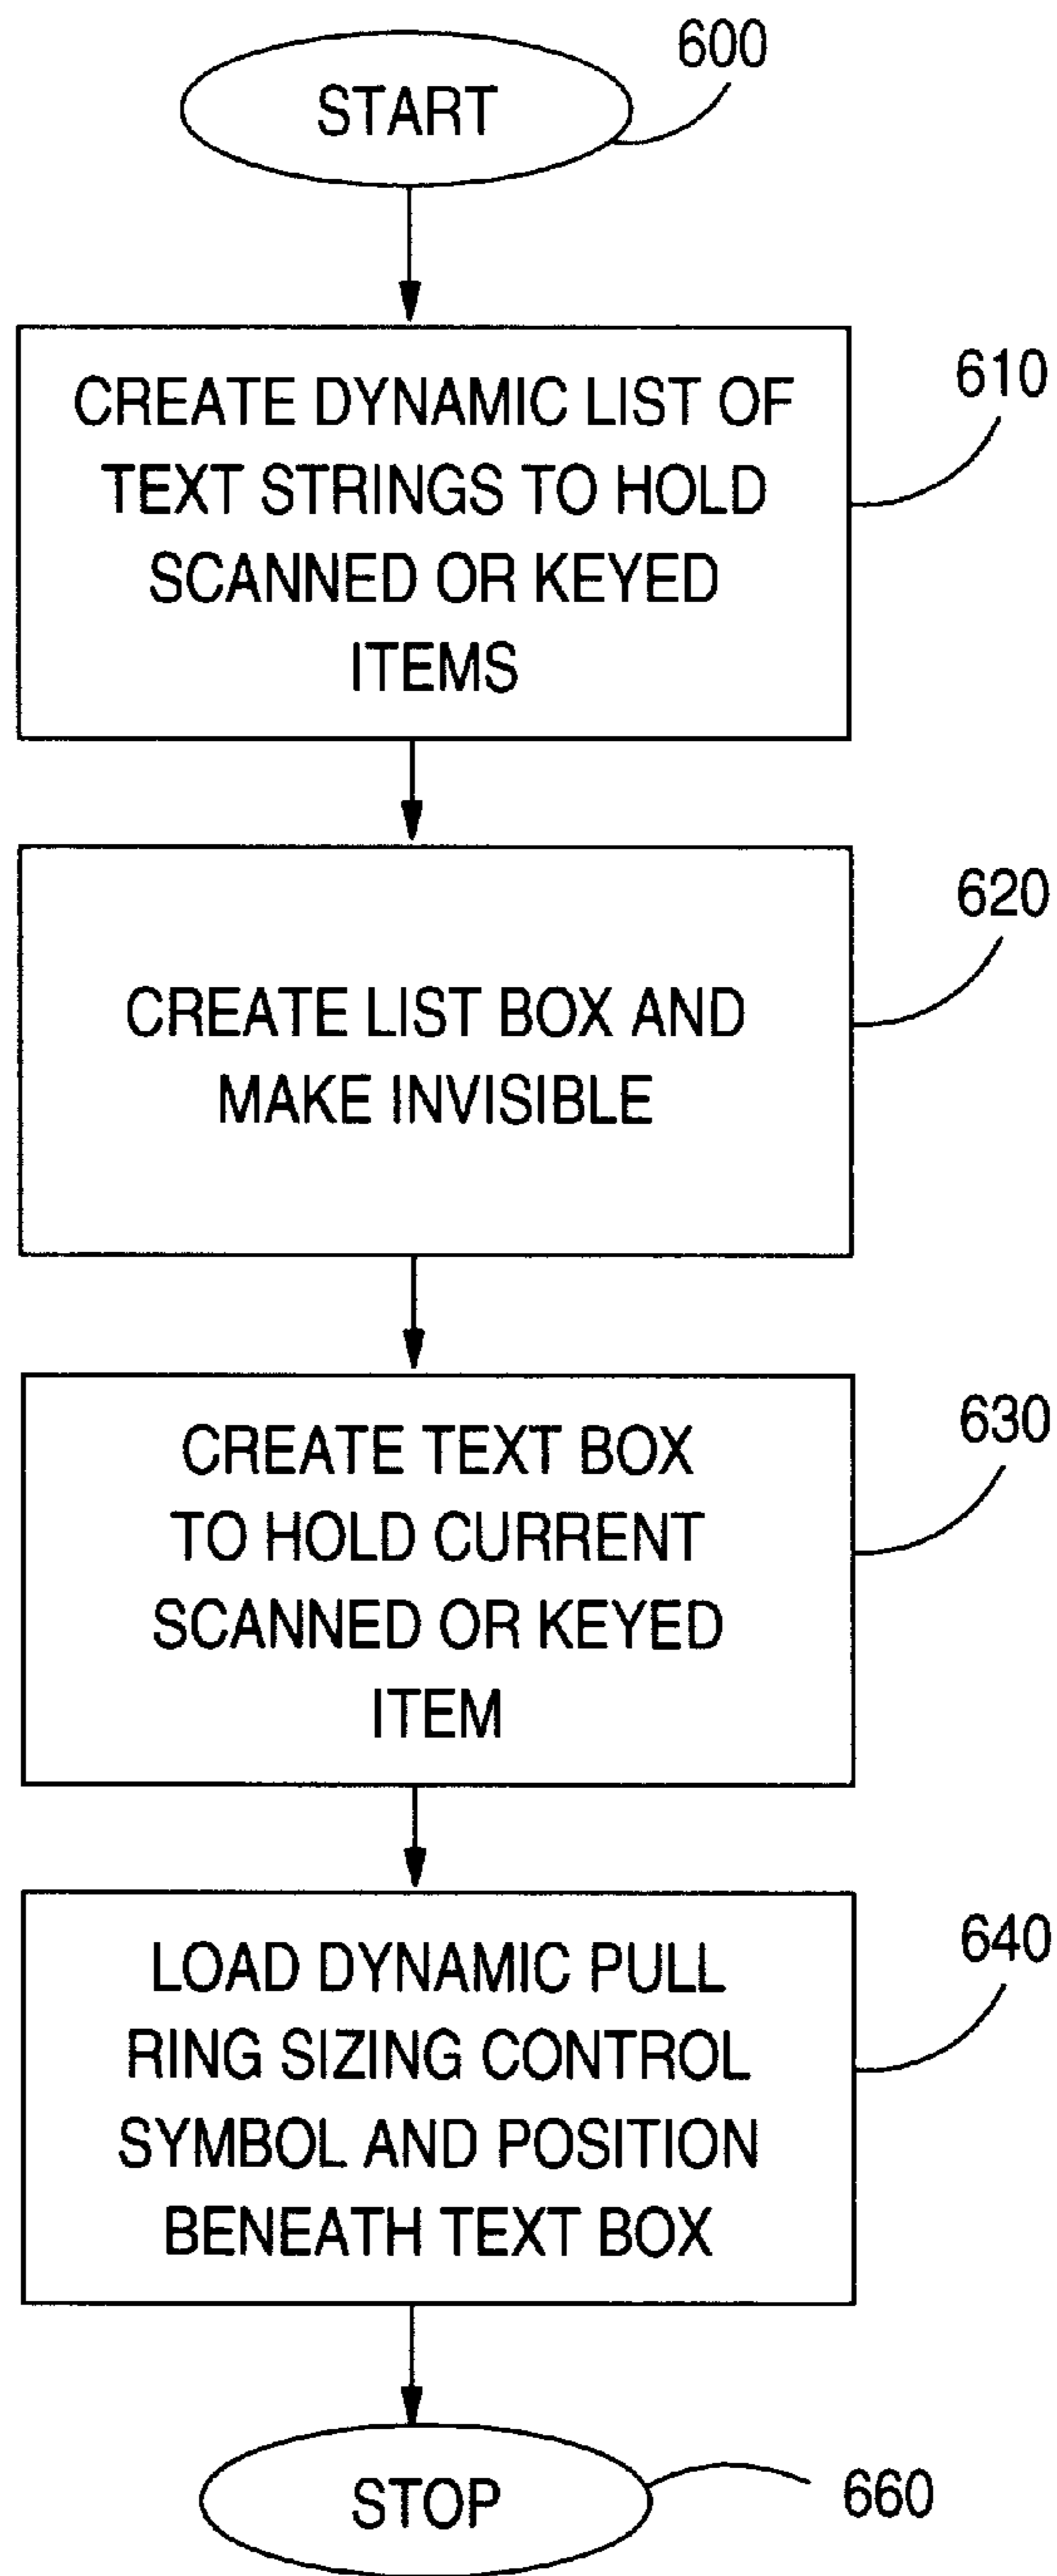 600
START
610
CREATE DYNAMIC LIST OF
TEXT STRINGS TO HOLD
SCANNED OR KEYED
ITEMS
620
CREATE LIST BOX AND
MAKE INVISIBLE
630
CREATE TEXT BOX
TO HOLD CURRENT
SCANNED OR KEYED
ITEM
640
LOAD DYNAMIC PULL
RING SIZING CONTROL
SYMBOL AND POSITION
BENEATH TEXT BOX
STOP
660